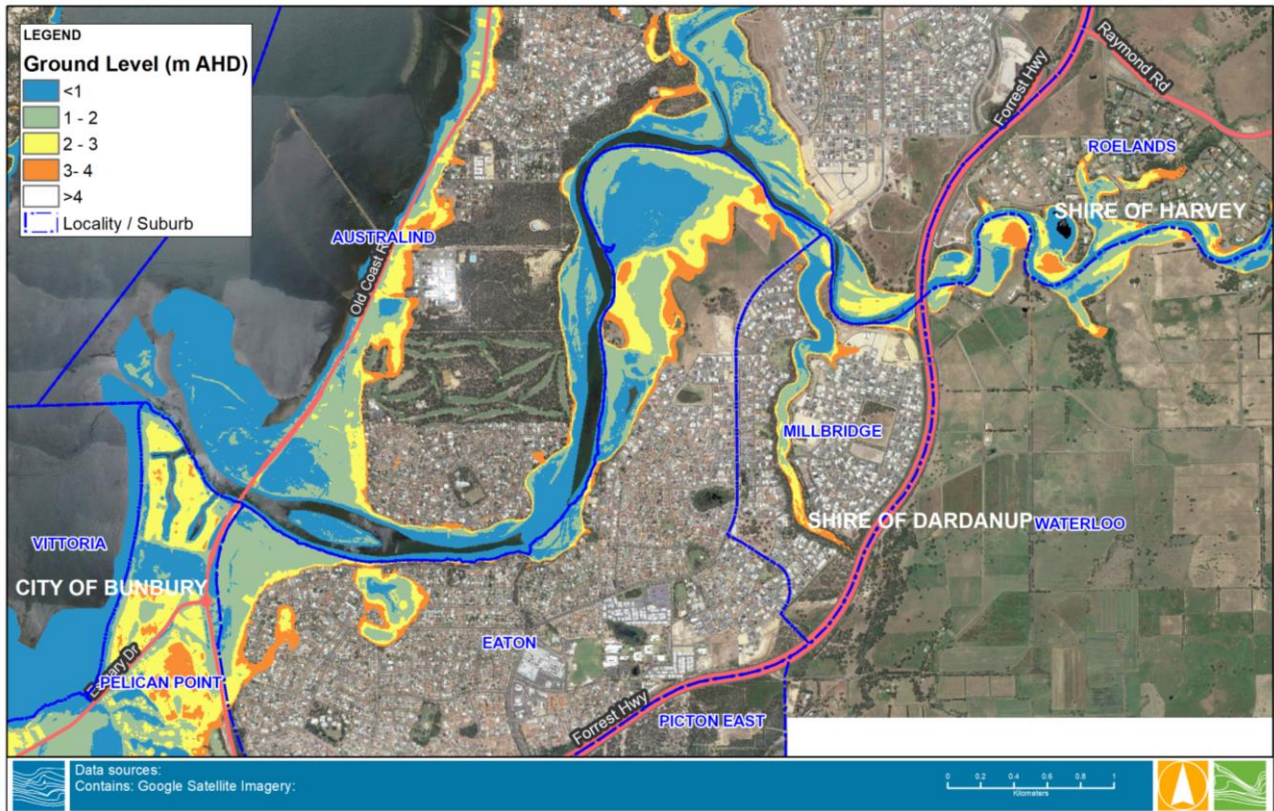 LEGEND
Ground Level (m AHD)
<1
1 - 2
2 - 3
3- 4
>4
Locality / Suburb
Raymond Rd
Forrest Hwy
ROELANDS
SHIRE OF HARVEY
AUSTRALIND
Old Coast R
MILLBRIDGE
SHIRE OF DARDANUP
WATERLOO
VITTORIA
CITY OF BUNBURY
EATON
ary Dr
PELICAN POINT
Forrest Hwy
PICTON EAST
Data sources:
Contains: Google Satellite Imagery:
0 0.2 0.4 0.6 0.8 1
Kilometers